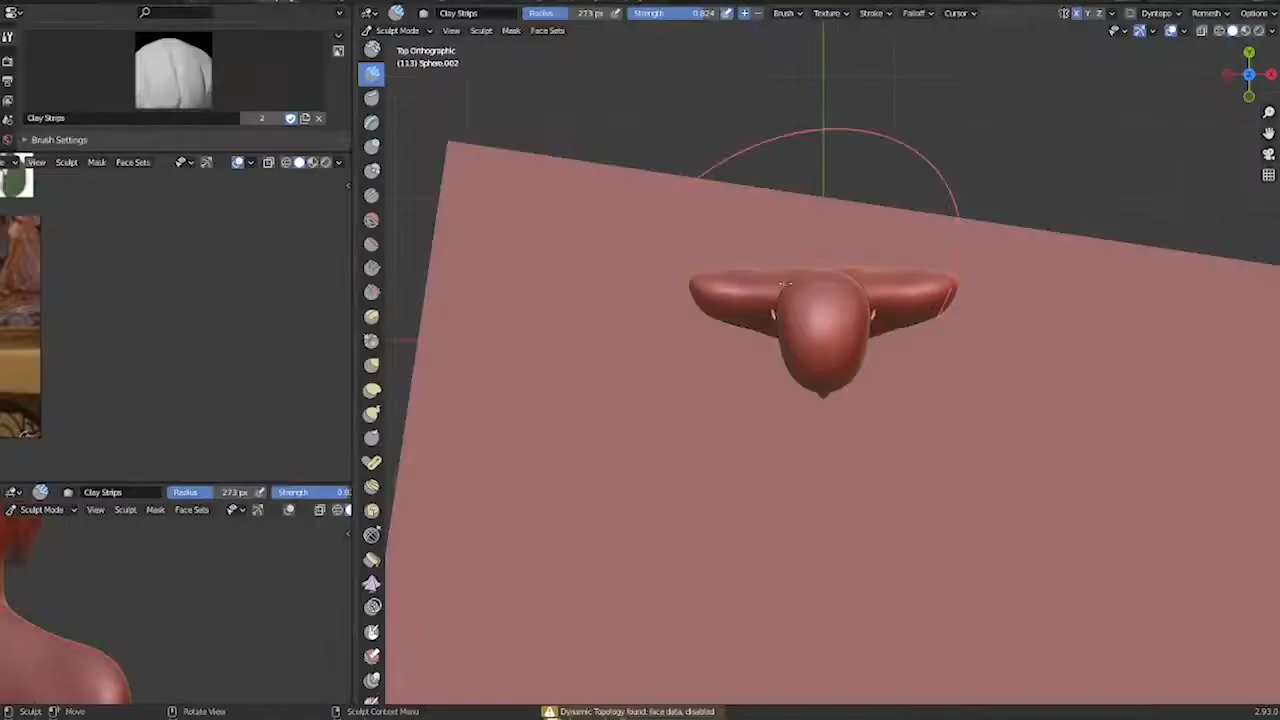 Clay Strips
Radius 273 px
Strength 0.824
Brush
Texture
Stroke
Falloff
Cursor
X Y Z
Dyntopo
Remesh
Options
Sculpt Mode
View
Sculpt
Mask
Face Sets
Top Orthographic
(113) Sphere.002
Y
X
Z
Clay Strips
2
Brush Settings
View
Sculpt
Mask
Face Sets
Clay Strips
Radius 273 px
Strength 0.8
Sculpt Mode
View
Sculpt
Mask
Face Sets
Sculpt
Move
Rotate View
Sculpt Context Menu
Dynamic Topology found: face data, disabled
2.93.0